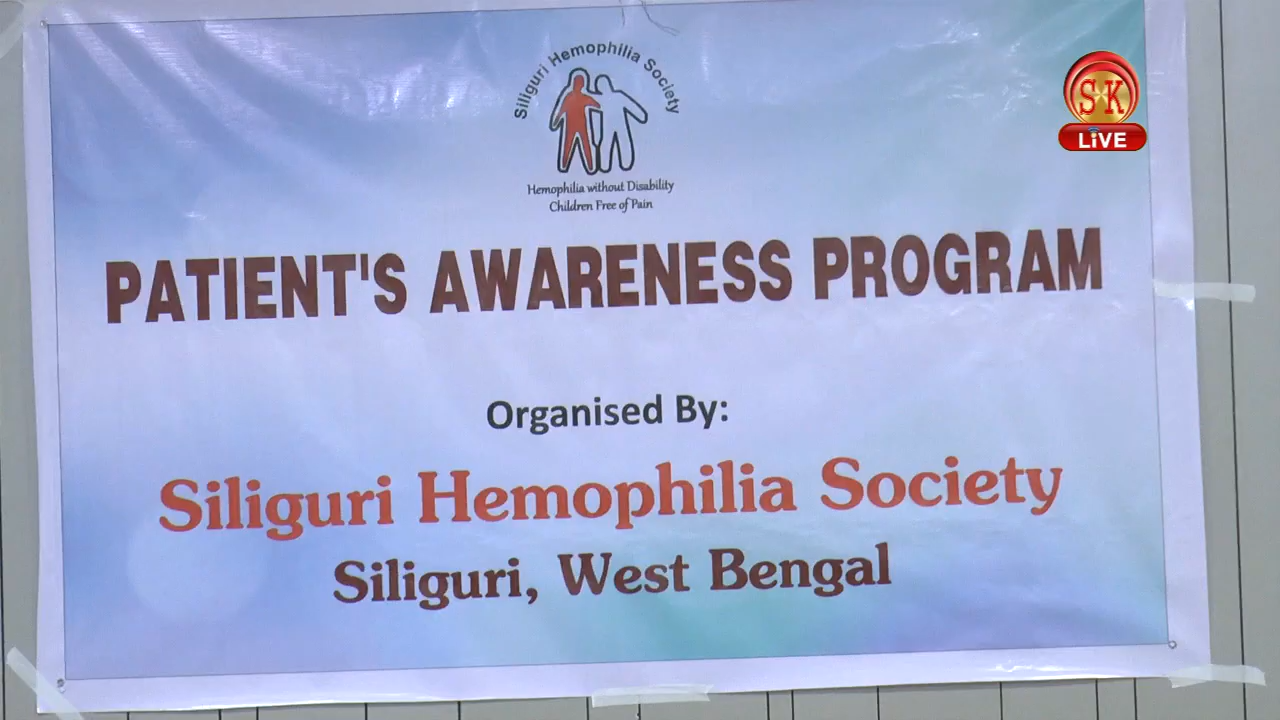 Siliguri Hemophilia Society
Hemophilia without Disability
Children Free of Pain
PATIENT'S AWARENESS PROGRAM
Organised By:
Siliguri Hemophilia Society
Siliguri, West Bengal
SK
LiVE